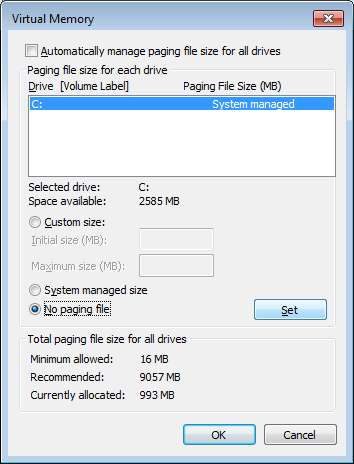 Virtual Memory
Automatically manage paging file size for all drives
Paging file size for each drive
Drive [Volume Label] Paging File Size (MB)
C: System managed
Selected drive: C:
Space available: 2585 MB
Custom size:
Initial size (MB):
Maximum size (MB):
System managed size
No paging file Set
Total paging file size for all drives
Minimum allowed: 16 MB
Recommended: 9057 MB
Currently allocated: 993 MB
OK Cancel